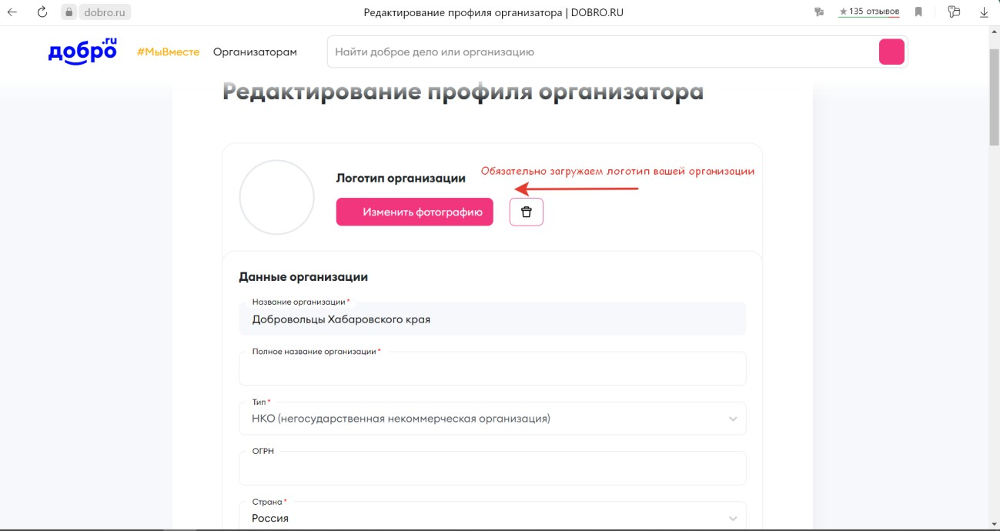 dobro.ru
Редактирование профиля организатора | DOBRO.RU
★ 135 отзывов
добро.ru
#МыВместе
Организаторам
Найти доброе дело или организацию
Редактирование профиля организатора
Обязательно загружаем логотип вашей организации
Логотип организации
Изменить фотографию
Данные организации
Название организации *
Добровольцы Хабаровского края
Полное название организации *
Тип *
НКО (негосударственная некоммерческая организация)
ОГРН
Страна *
Россия